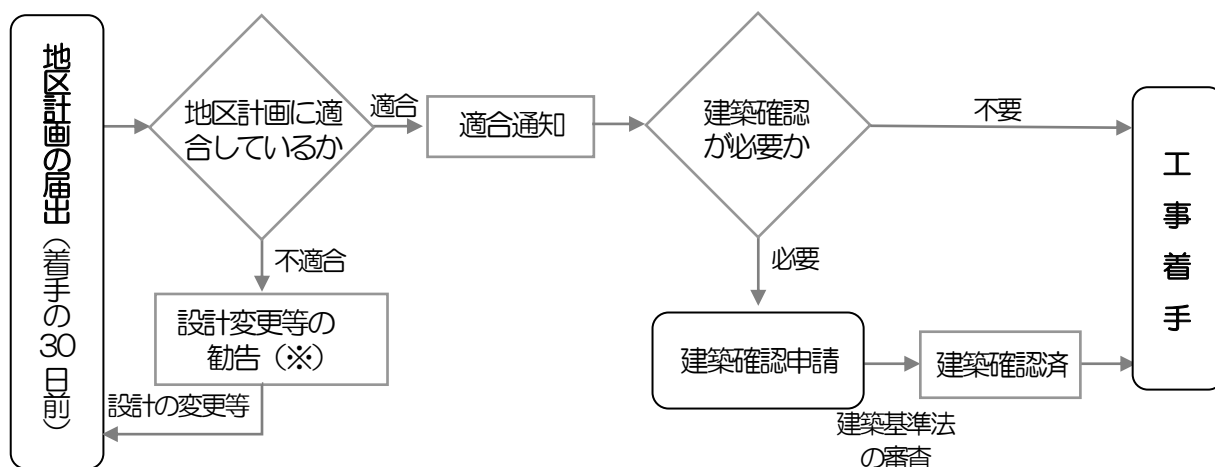 地区計画の届出（着手の30日前）
地区計画に適
合しているか
適合
適合通知
建築確認
が必要か
不要
工事着手
不適合
設計変更等の
勧告（※）
設計の変更等
必要
建築確認申請
建築基準法
の審査
建築確認済